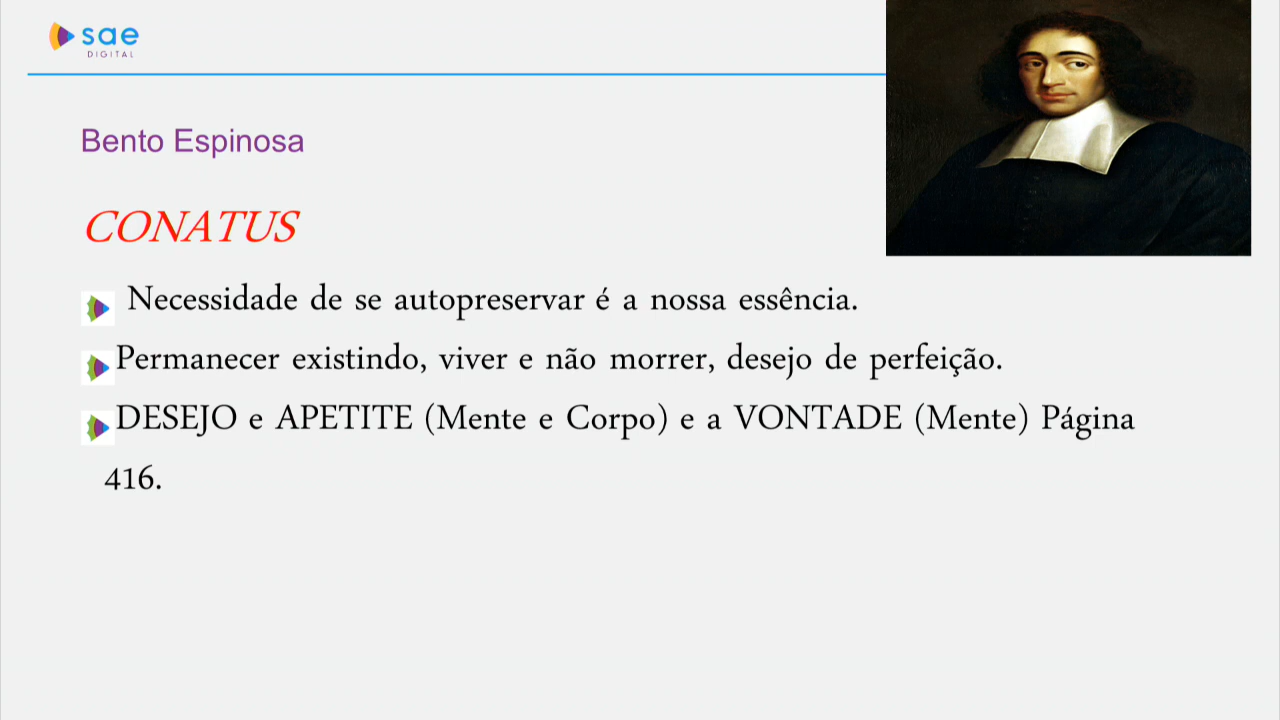 sae
DIGITAL
Bento Espinosa
CONATUS
Necessidade de se autopreservar é a nossa essência.
Permanecer existindo, viver e não morrer, desejo de perfeição.
DESEJO e APETITE (Mente e Corpo) e a VONTADE (Mente) Página
416.